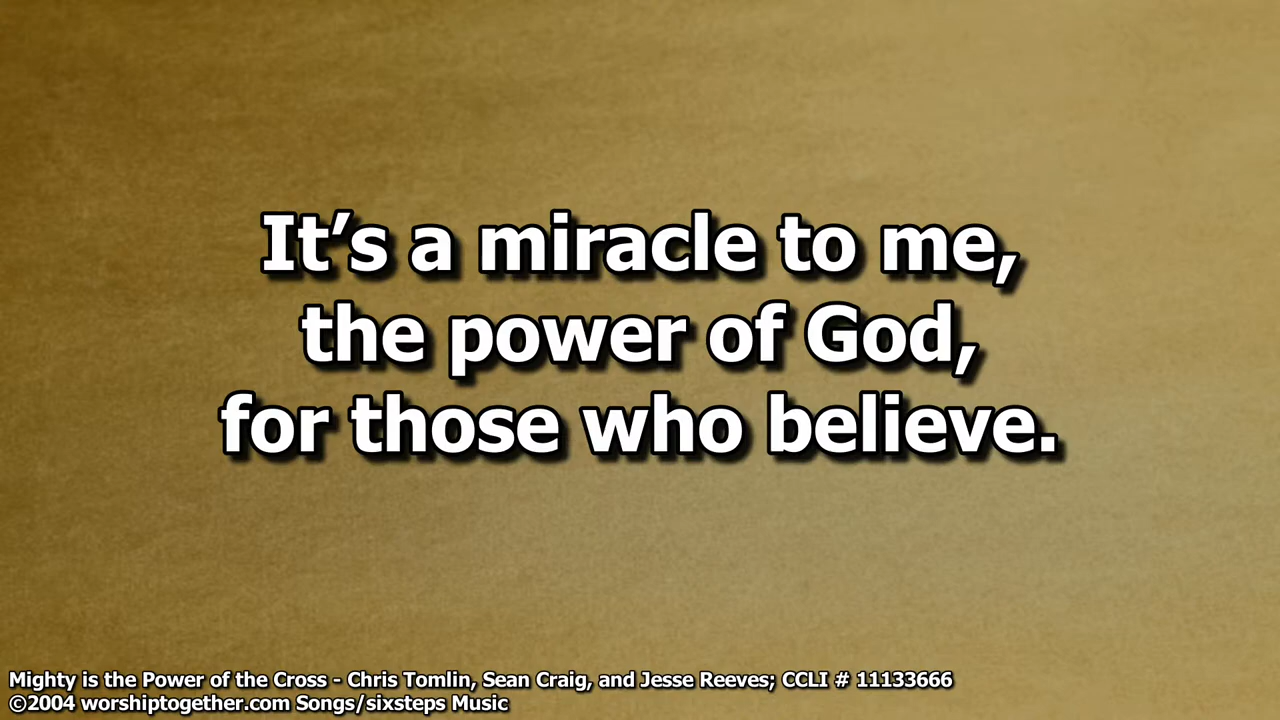 It’s a miracle to me,
the power of God,
for those who believe.
Mighty is the Power of the Cross - Chris Tomlin, Sean Craig, and Jesse Reeves; CCLI # 11133666
©2004 worshiptogether.com Songs/sixsteps Music